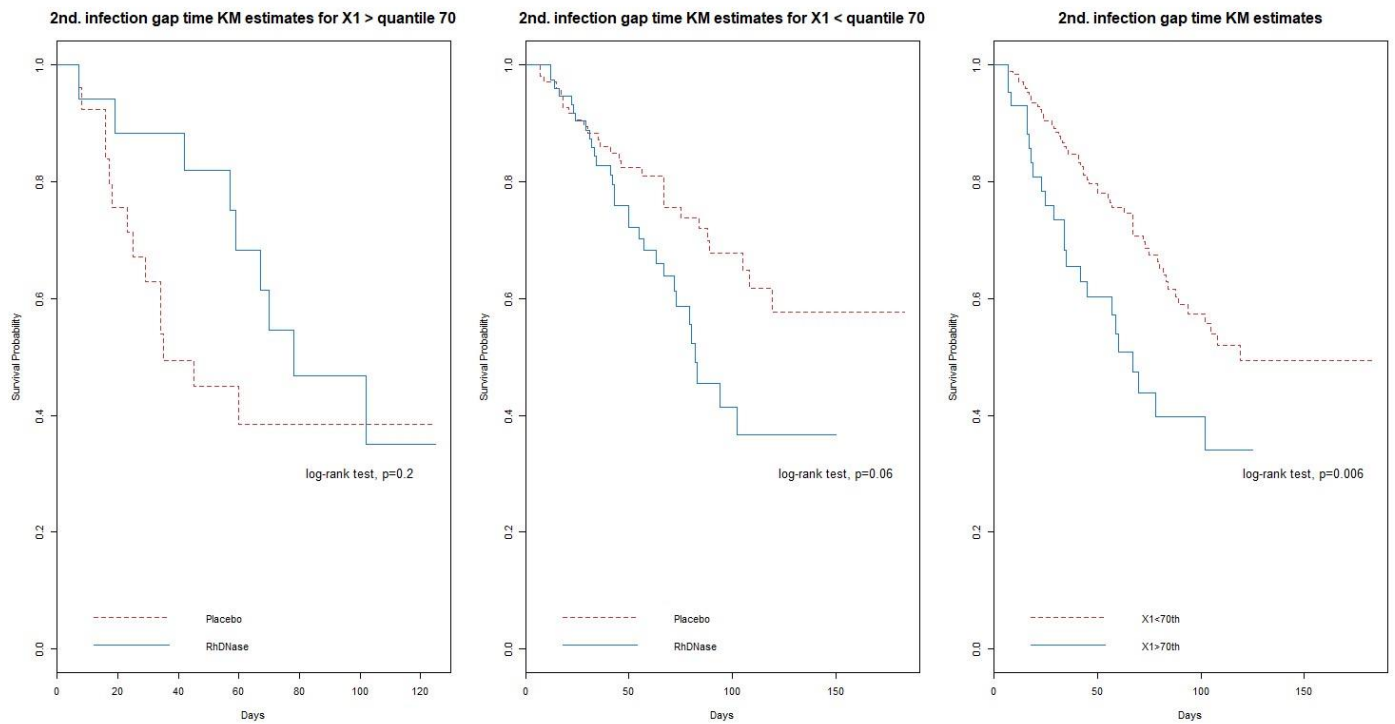 2nd. infection gap time KM estimates for X1 > quantile 70
Survival Probability
1.0
0.8
0.6
0.4
0.2
0.0
log-rank test, p=0.2
Placebo
RhDNase
0 20 40 60 80 100 120
Days
2nd. infection gap time KM estimates for X1 < quantile 70
Survival Probability
1.0
0.8
0.6
0.4
0.2
0.0
log-rank test, p=0.06
Placebo
RhDNase
0 50 100 150
Days
2nd. infection gap time KM estimates
Survival Probability
1.0
0.8
0.6
0.4
0.2
0.0
log-rank test, p=0.006
X1<70th
X1>70th
0 50 100 150
Days